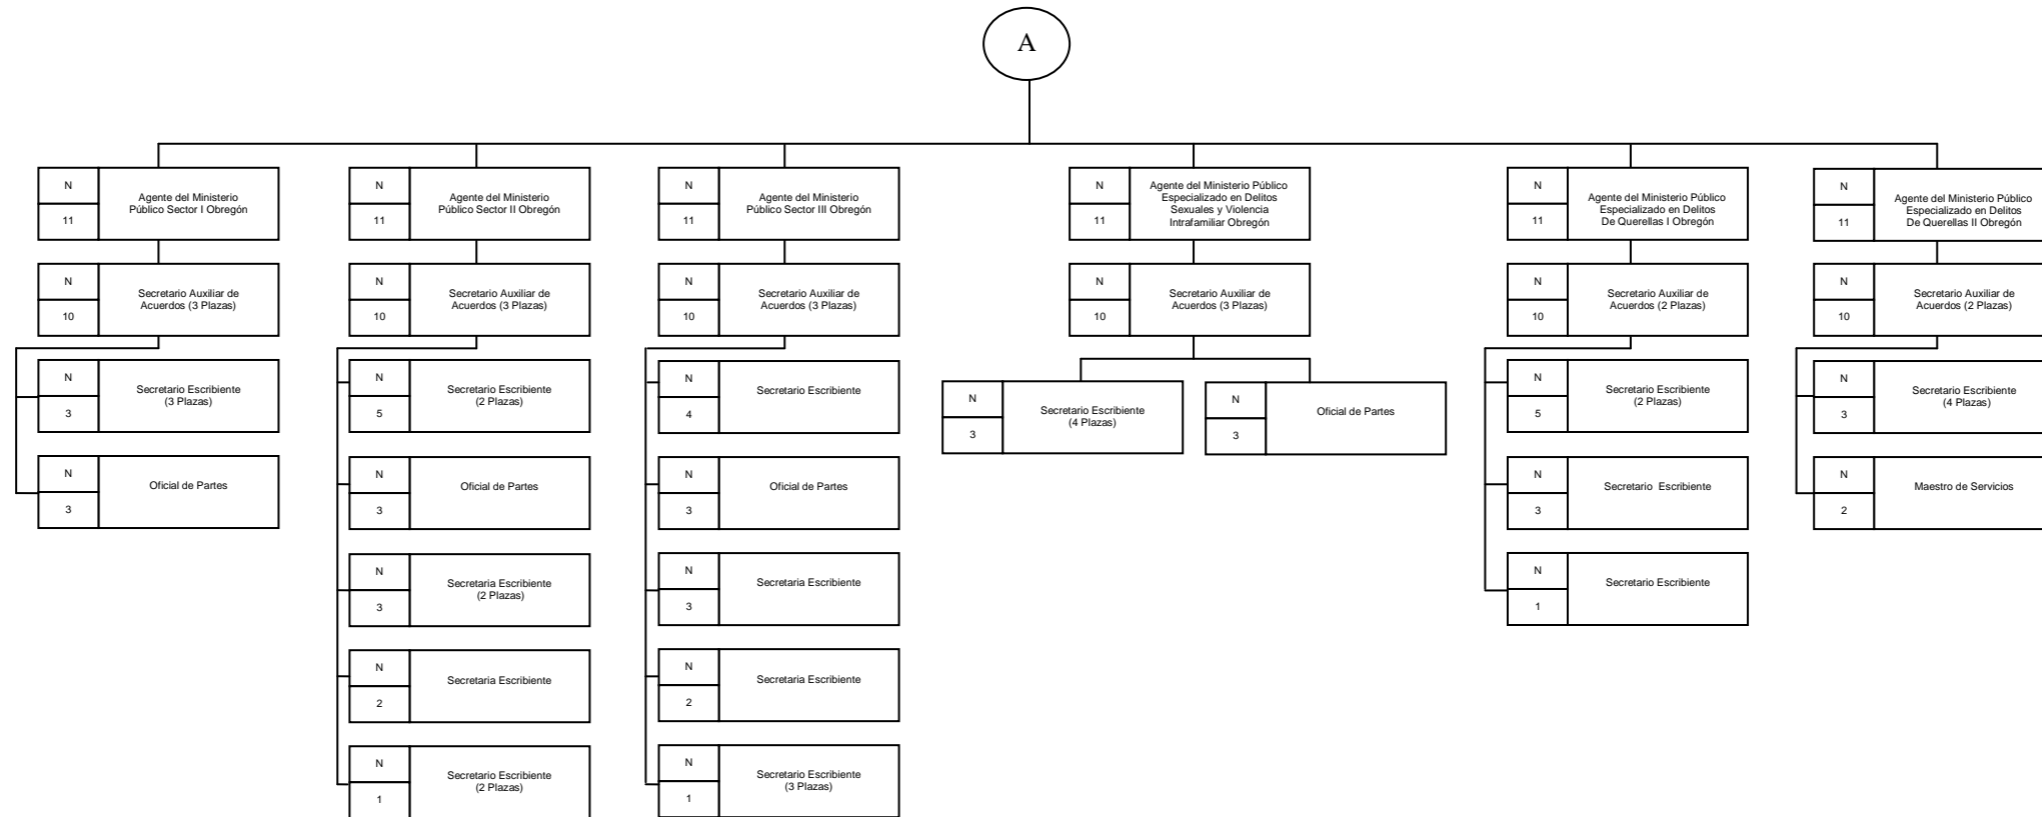 A
N
11
Agente del Ministerio
Público Sector I Obregón
N
10
Secretario Auxiliar de
Acuerdos (3 Plazas)
N
3
Secretario Escribiente
(3 Plazas)
N
3
Oficial de Partes
N
11
Agente del Ministerio
Público Sector II Obregón
N
10
Secretario Auxiliar de
Acuerdos (3 Plazas)
N
5
Secretario Escribiente
(2 Plazas)
N
3
Oficial de Partes
N
3
Secretaria Escribiente
(2 Plazas)
N
2
Secretaria Escribiente
N
1
Secretario Escribiente
(2 Plazas)
N
11
Agente del Ministerio
Público Sector III Obregón
N
10
Secretario Auxiliar de
Acuerdos (3 Plazas)
N
4
Secretario Escribiente
N
3
Oficial de Partes
N
3
Secretaria Escribiente
N
2
Secretaria Escribiente
N
1
Secretario Escribiente
(3 Plazas)
N
11
Agente del Ministerio Público
Especializado en Delitos
Sexuales y Violencia
Intrafamiliar Obregón
N
10
Secretario Auxiliar de
Acuerdos (3 Plazas)
N
3
Secretario Escribiente
(4 Plazas)
N
3
Oficial de Partes
N
11
Agente del Ministerio Público
Especializado en Delitos
De Querellas I Obregón
N
10
Secretario Auxiliar de
Acuerdos (2 Plazas)
N
5
Secretario Escribiente
(2 Plazas)
N
3
Secretario Escribiente
N
1
Secretario Escribiente
N
11
Agente del Ministerio Público
Especializado en Delitos
De Querellas II Obregón
N
10
Secretario Auxiliar de
Acuerdos (2 Plazas)
N
3
Secretario Escribiente
(4 Plazas)
N
2
Maestro de Servicios